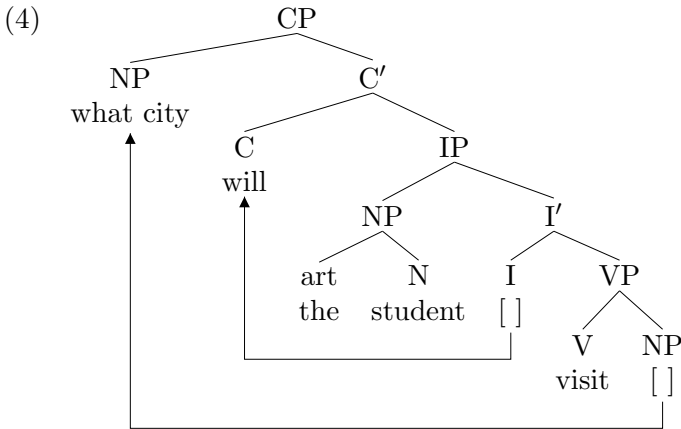 (4) CP
NP C′
what city
C IP
will
NP I′
art N I VP
the student [ ]
V NP
visit [ ]